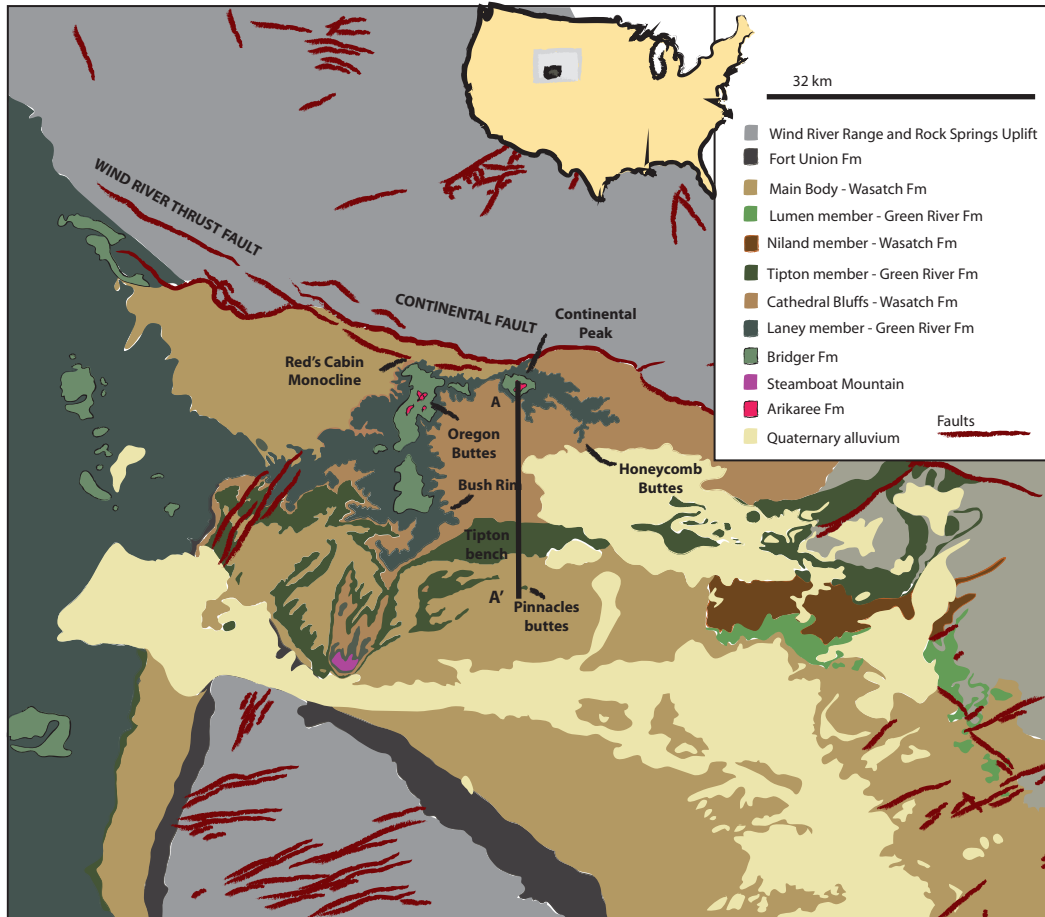 32 km
Wind River Range and Rock Springs Uplift
Fort Union Fm
Main Body - Wasatch Fm
Lumen member - Green River Fm
Niland member - Wasatch Fm
Tipton member - Green River Fm
Cathedral Bluffs - Wasatch Fm
Laney member - Green River Fm
Bridger Fm
Steamboat Mountain
Arikaree Fm
Quaternary alluvium
Faults
WIND RIVER THRUST FAULT
CONTINENTAL FAULT
Continental
Peak
Red's Cabin
Monocline
A
Oregon
Buttes
Honeycomb
Buttes
Bush Rim
Tipton
bench
A'
Pinnacles
buttes